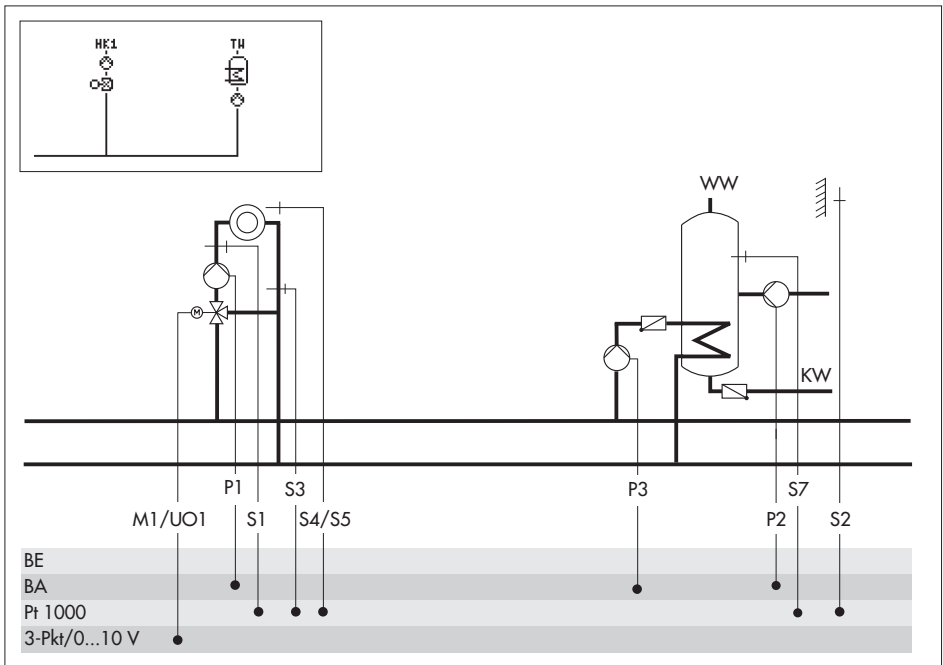 HK1 TW
WW
M
KW
P1 S3 P3 S7
M1/UO1 S1 S4/S5 P2 S2
BE
BA
Pt 1000
3-Pkt/0...10 V